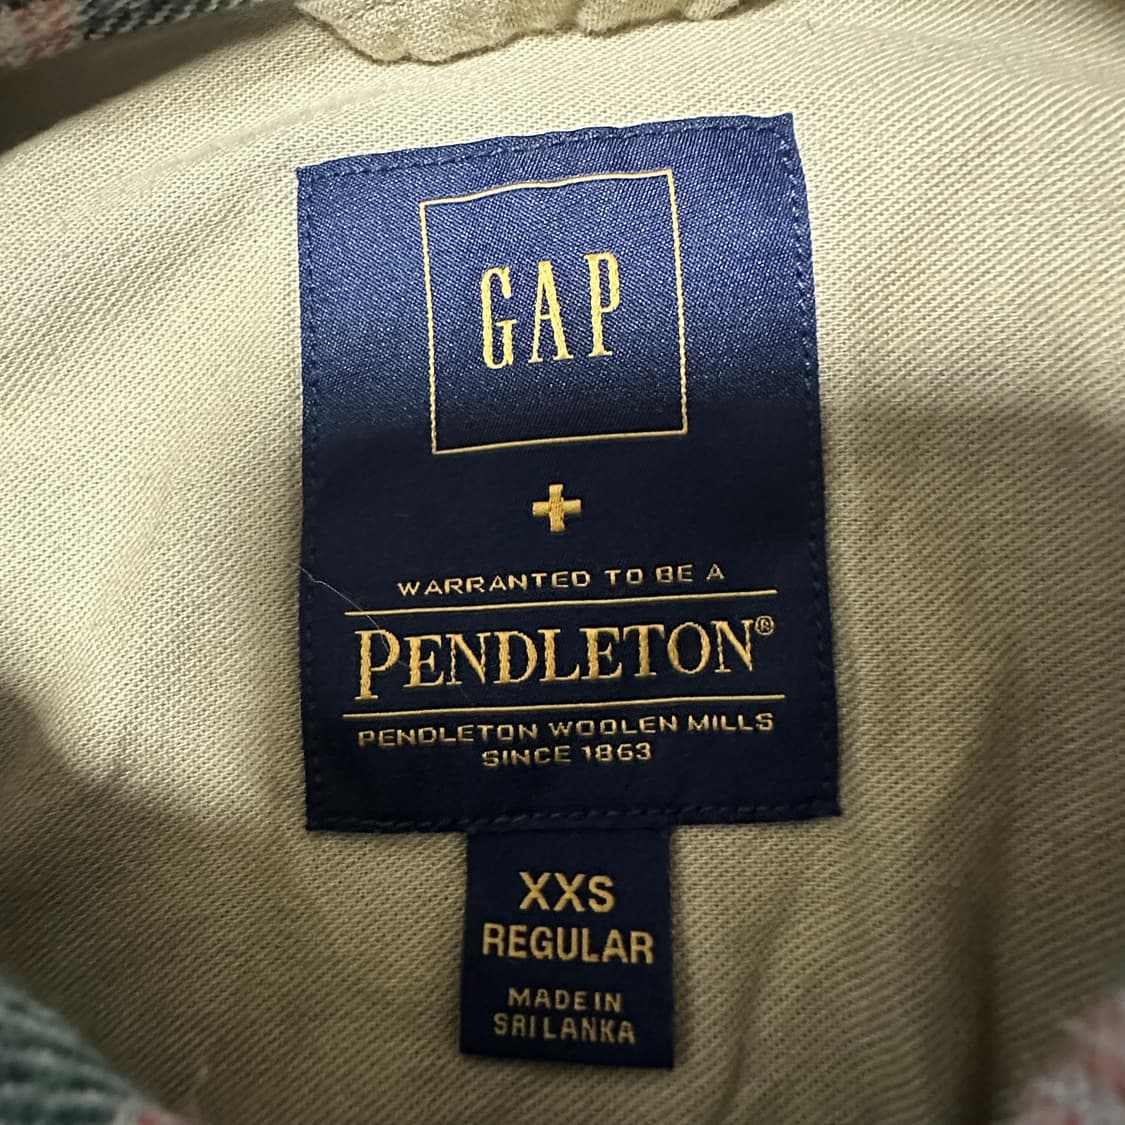 GAP
+
WARRANTED TO BE A
PENDLETON®
PENDLETON WOOLEN MILLS
SINCE 1863
XXS
REGULAR
MADE IN
SRI LANKA